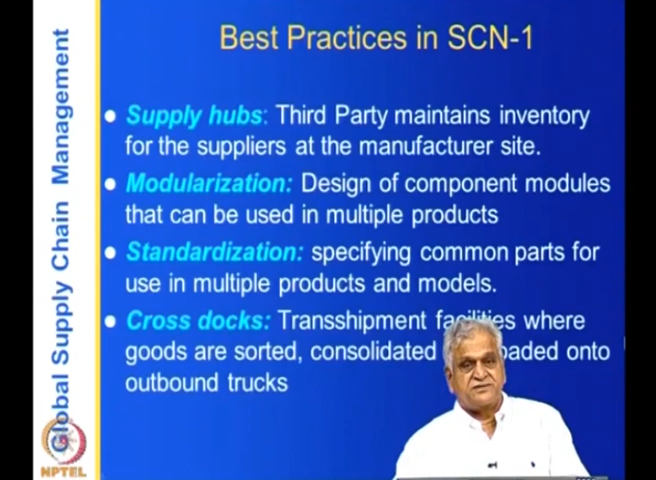 Best Practices in SCN-1
Supply hubs: Third Party maintains inventory
for the suppliers at the manufacturer site.
Modularization: Design of component modules
that can be used in multiple products
Standardization: specifying common parts for
use in multiple products and models.
Cross docks: Transshipment facilities where
goods are sorted, consolidated onto
outbound trucks
Global Supply Chain Management
NPTEL